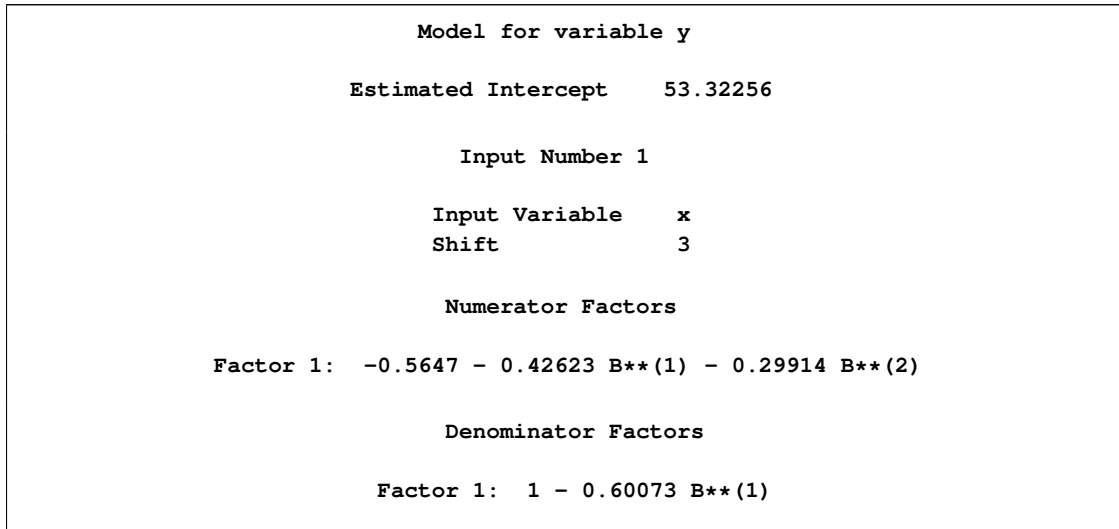 Model for variable y
Estimated Intercept 53.32256
Input Number 1
Input Variable x
Shift 3
Numerator Factors
Factor 1: -0.5647 - 0.42623 B**(1) - 0.29914 B**(2)
Denominator Factors
Factor 1: 1 - 0.60073 B**(1)